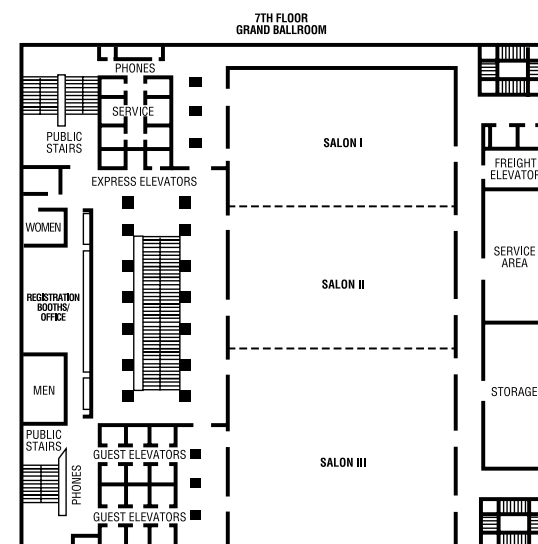 7TH FLOOR
GRAND BALLROOM
PHONES
SERVICE
PUBLIC
STAIRS
EXPRESS ELEVATORS
SALON I
FREIGHT
ELEVATOR
WOMEN
REGISTRATION
BOOTHS/
OFFICE
SALON II
SERVICE
AREA
MEN
STORAGE
PUBLIC
STAIRS
PHONES
GUEST ELEVATORS
SALON III
GUEST ELEVATORS